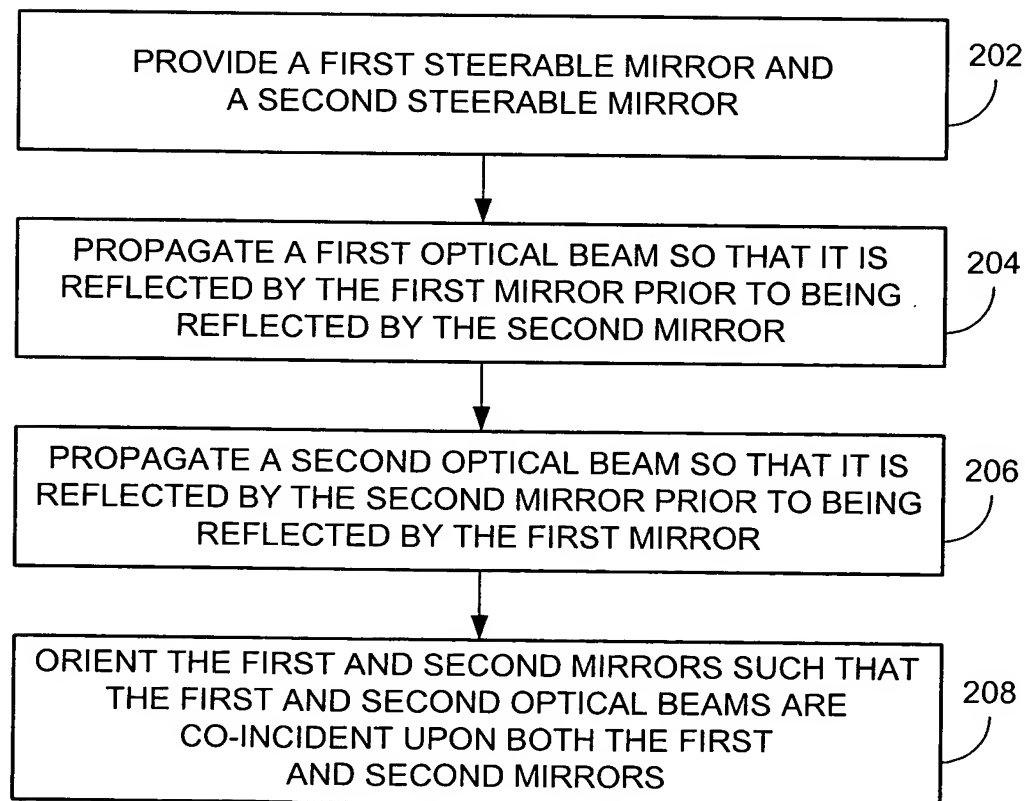 PROVIDE A FIRST STEERABLE MIRROR AND
A SECOND STEERABLE MIRROR
202
PROPAGATE A FIRST OPTICAL BEAM SO THAT IT IS
REFLECTED BY THE FIRST MIRROR PRIOR TO BEING
REFLECTED BY THE SECOND MIRROR
204
PROPAGATE A SECOND OPTICAL BEAM SO THAT IT IS
REFLECTED BY THE SECOND MIRROR PRIOR TO BEING
REFLECTED BY THE FIRST MIRROR
206
ORIENT THE FIRST AND SECOND MIRRORS SUCH THAT
THE FIRST AND SECOND OPTICAL BEAMS ARE
CO-INCIDENT UPON BOTH THE FIRST
AND SECOND MIRRORS
208